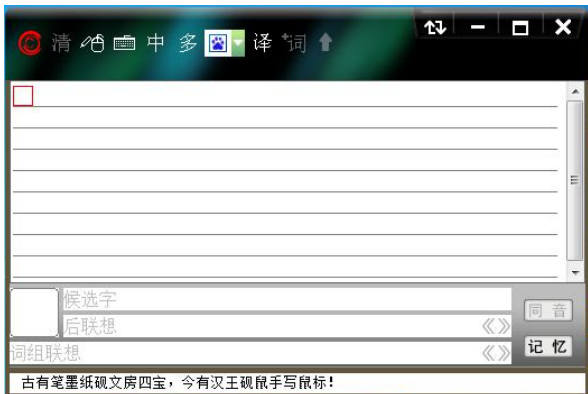 清 中 多 译 +词
候选字
后联想 《》
词组联想 《》
同音
记忆
古有笔墨纸砚文房四宝，今有汉王砚鼠手写鼠标！